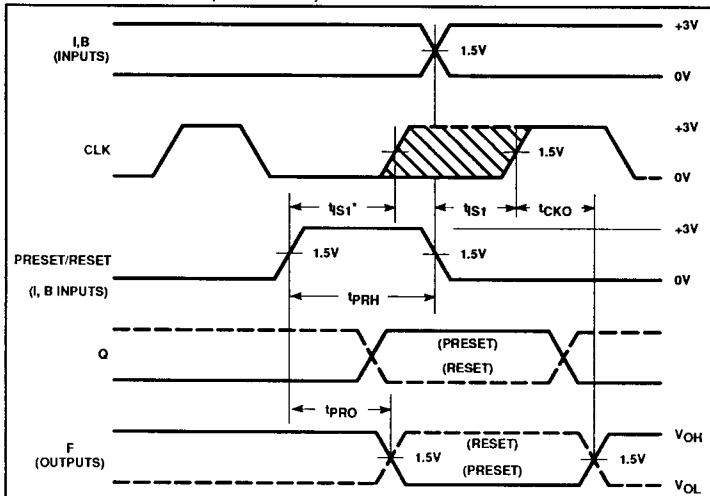 I,B
(INPUTS)
+3V
1.5V
0V
CLK
+3V
1.5V
0V
tIS1*
tIS1
tCKO
PRESET/RESET
(I, B INPUTS)
+3V
1.5V
1.5V
0V
tPRH
Q
(PRESET)
(RESET)
tPRO
F
(OUTPUTS)
(RESET)
(PRESET)
1.5V
1.5V
VOH
VOL